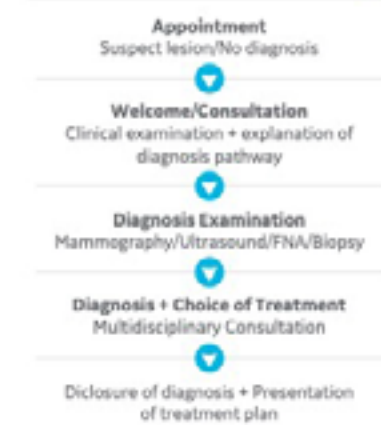 Appointment
Suspect lesion/No diagnosis
Welcome/Consultation
Clinical examination + explanation of
diagnosis pathway
Diagnosis Examination
Mammography/Ultrasound/FNA/Biopsy
Diagnosis + Choice of Treatment
Multidisciplinary Consultation
Diclosure of diagnosis + Presentation
of treatment plan